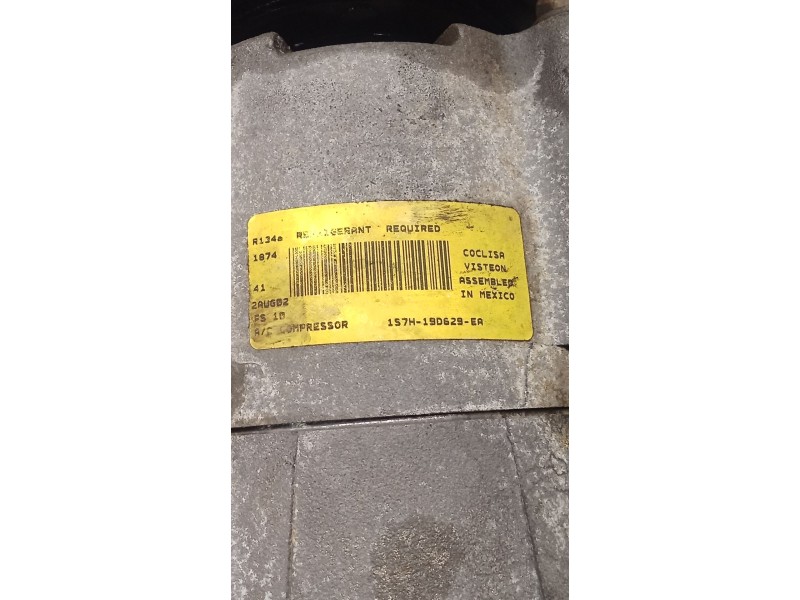 R134a REFRIGERANT REQUIRED
1874
41
2AUG02
FS 10
A/C COMPRESSOR
1S7H-19D629-EA
COCLISA
VISTEON
ASSEMBLED
IN MEXICO